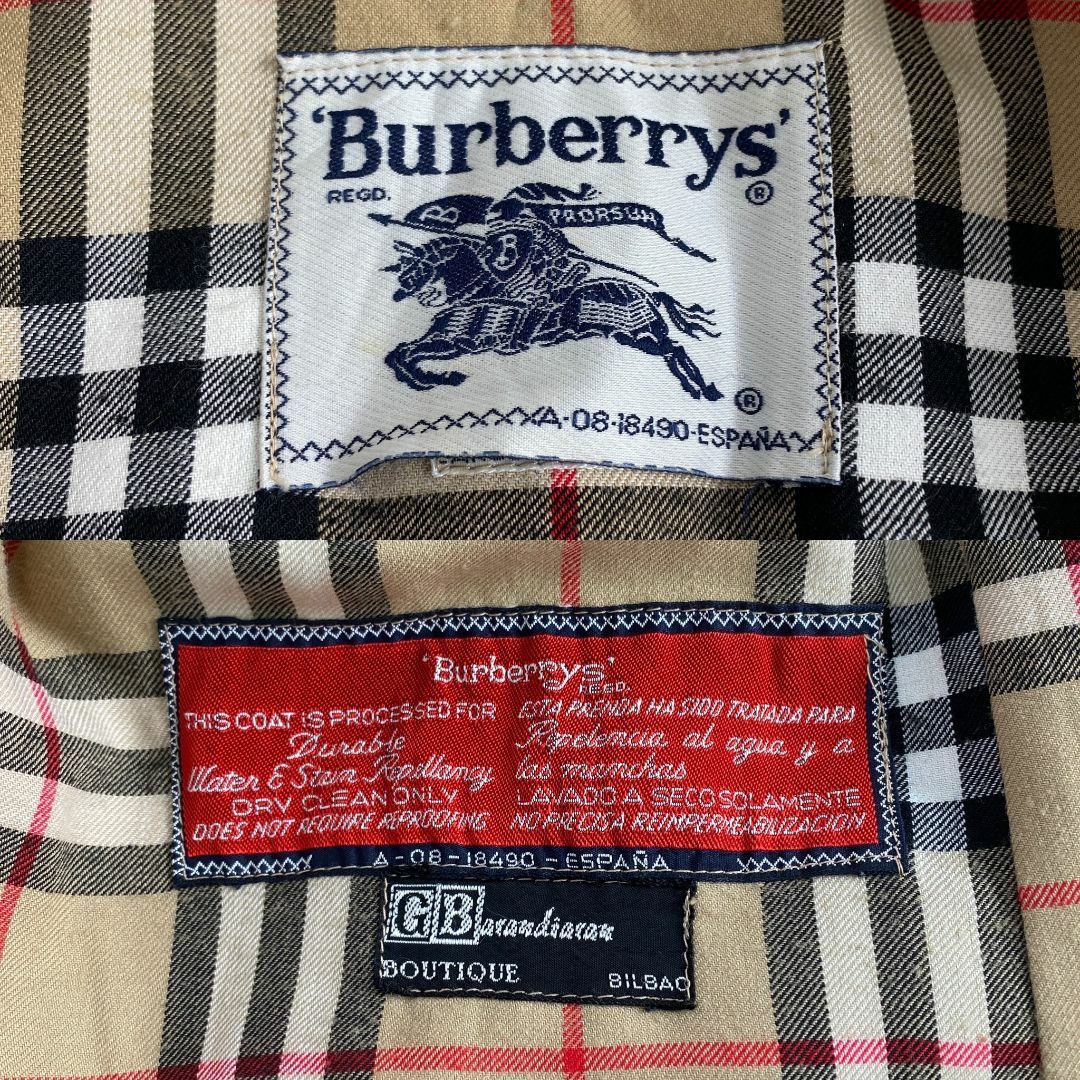 'Burberrys'
REGD. ®
B PRORSUM
B
®
A-08-18490-ESPAÑA
'Burberrys'
REGD.
THIS COAT IS PROCESSED FOR
Durable
Water & Stain Repellancy
DRY CLEAN ONLY
DOES NOT REQUIRE REPROOFING
ESTA PRENDA HA SIDO TRATADA PARA
Repelencia al agua y a
las manchas
LAVADO A SECO SOLAMENTE
NO PRECISA REIMPERMEABILIZACION
A-08-18490-ESPAÑA
GBarandiaran
BOUTIQUE BILBAO